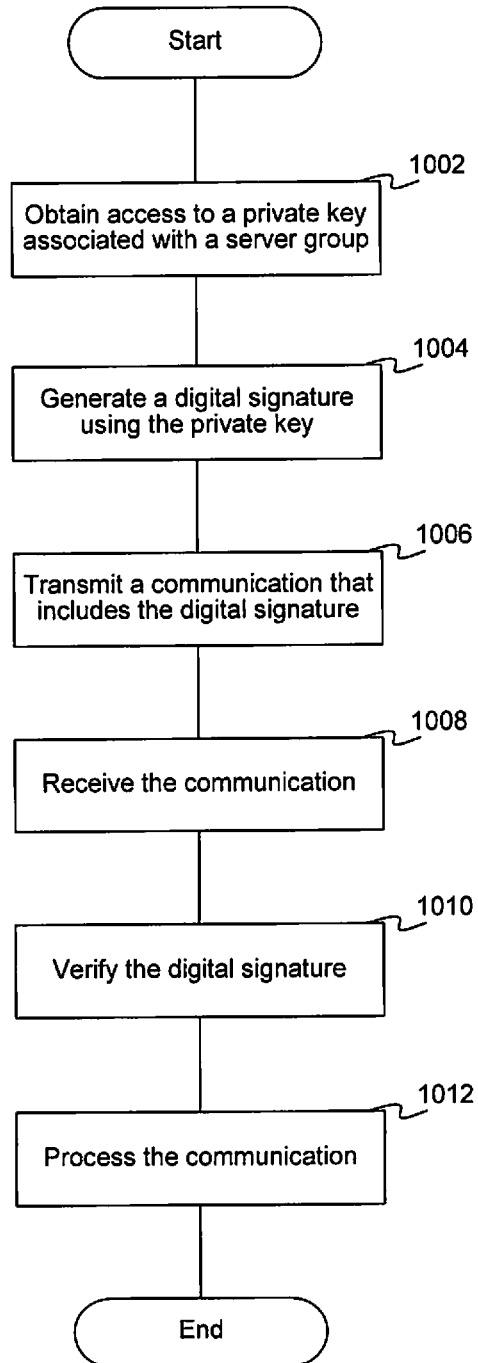 Start
1002
Obtain access to a private key
associated with a server group
1004
Generate a digital signature
using the private key
1006
Transmit a communication that
includes the digital signature
1008
Receive the communication
1010
Verify the digital signature
1012
Process the communication
End